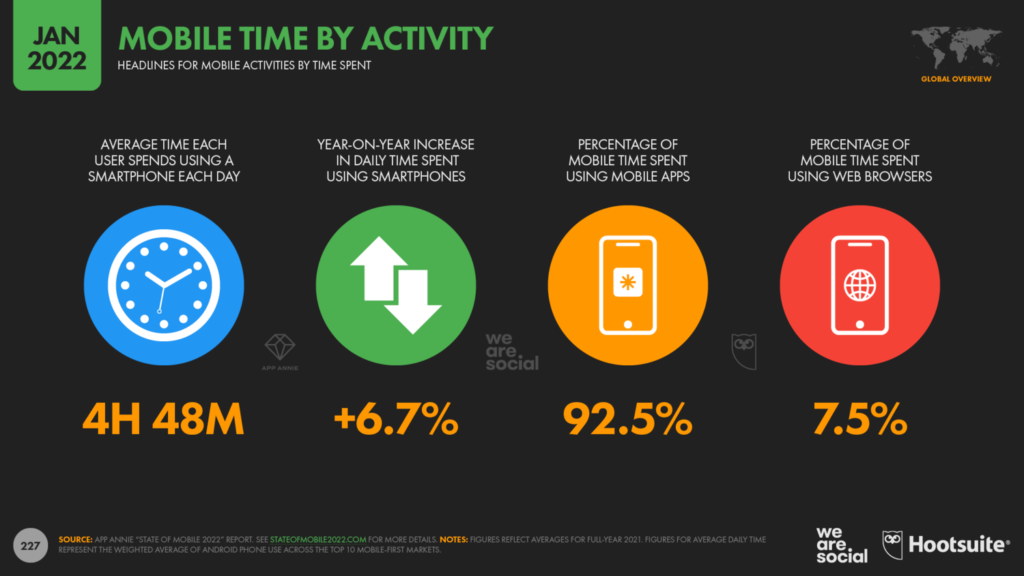 JAN
2022
MOBILE TIME BY ACTIVITY
HEADLINES FOR MOBILE ACTIVITIES BY TIME SPENT
GLOBAL OVERVIEW
AVERAGE TIME EACH
USER SPENDS USING A
SMARTPHONE EACH DAY
YEAR-ON-YEAR INCREASE
IN DAILY TIME SPENT
USING SMARTPHONES
PERCENTAGE OF
MOBILE TIME SPENT
USING MOBILE APPS
PERCENTAGE OF
MOBILE TIME SPENT
USING WEB BROWSERS
APP ANNIE
we
are
social
4H 48M
+6.7%
92.5%
7.5%
227
SOURCE: APP ANNIE "STATE OF MOBILE 2022" REPORT. SEE STATEOFMOBILE2022.COM FOR MORE DETAILS. NOTES: FIGURES REFLECT AVERAGES FOR FULL-YEAR 2021. FIGURES FOR AVERAGE DAILY TIME
REPRESENT THE WEIGHTED AVERAGE OF ANDROID PHONE USE ACROSS THE TOP 10 MOBILE-FIRST MARKETS.
we
are
social
Hootsuite®